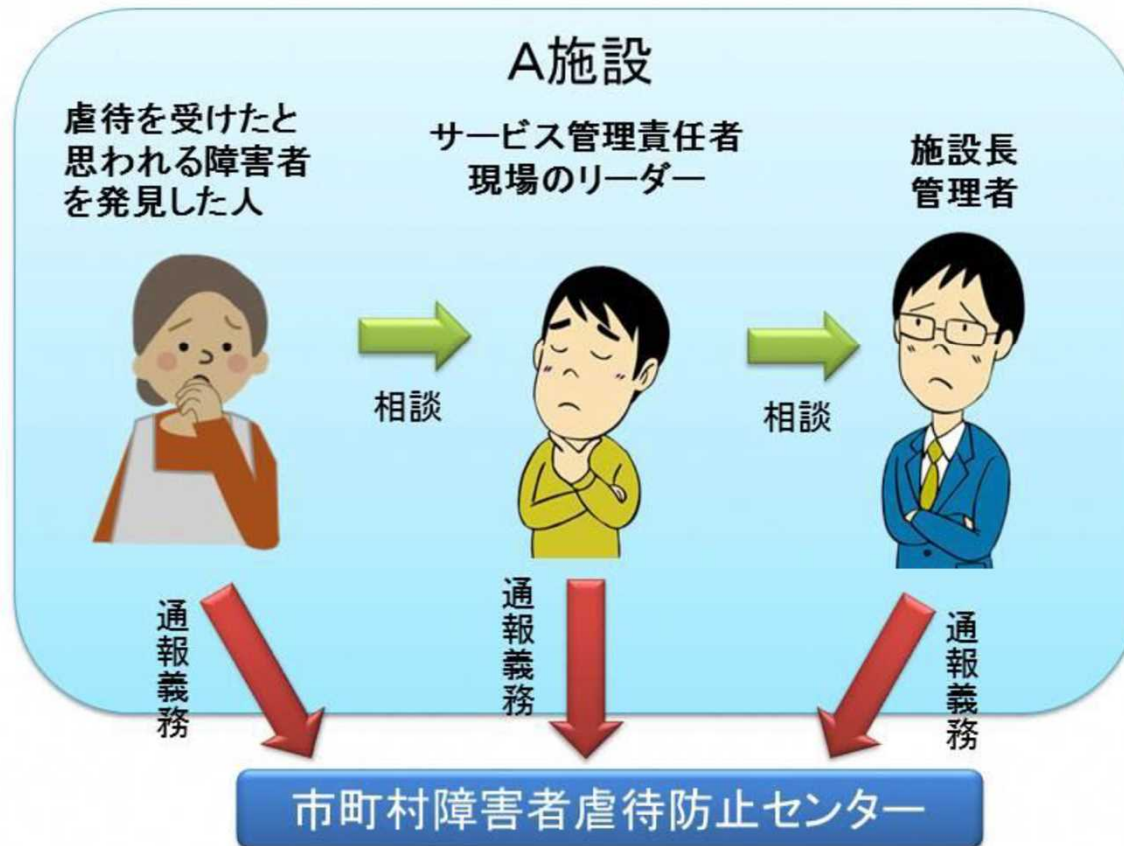 A施設
虐待を受けたと
思われる障害者
を発見した人
サービス管理責任者
現場のリーダー
施設長
管理者
相談
相談
通報義務
通報義務
通報義務
市町村障害者虐待防止センター